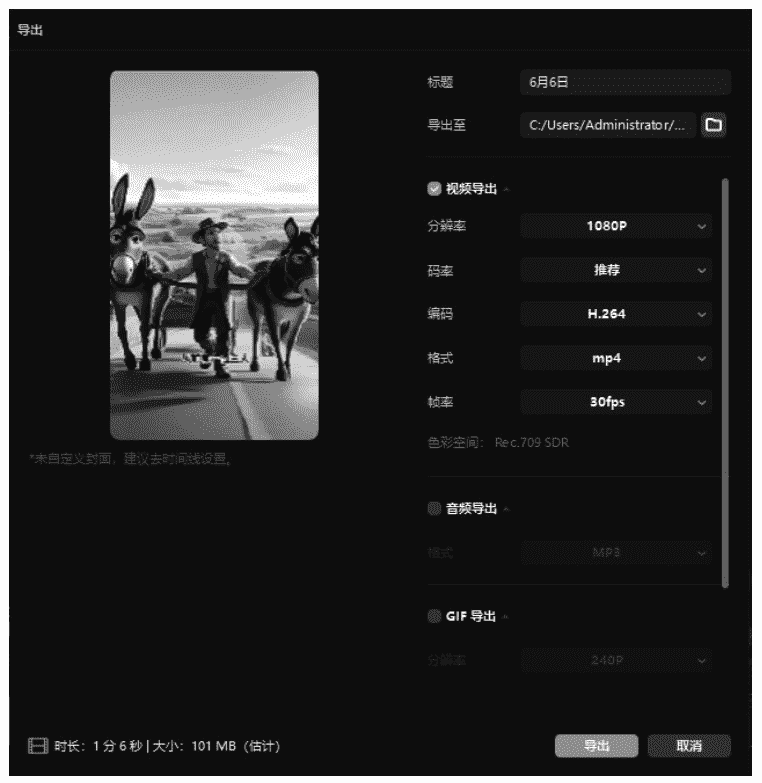 导出
标题 6月6日
导出至 C:/Users/Administrator/...
视频导出
分辨率 1080P
码率 推荐
编码 H.264
格式 mp4
帧率 30fps
色彩空间: Rec.709 SDR
*未自定义封面，建议去时间线设置。
音频导出
格式 MP3
GIF 导出
分辨率 240P
时长: 1 分 6 秒 | 大小: 101 MB（估计）
导出 取消